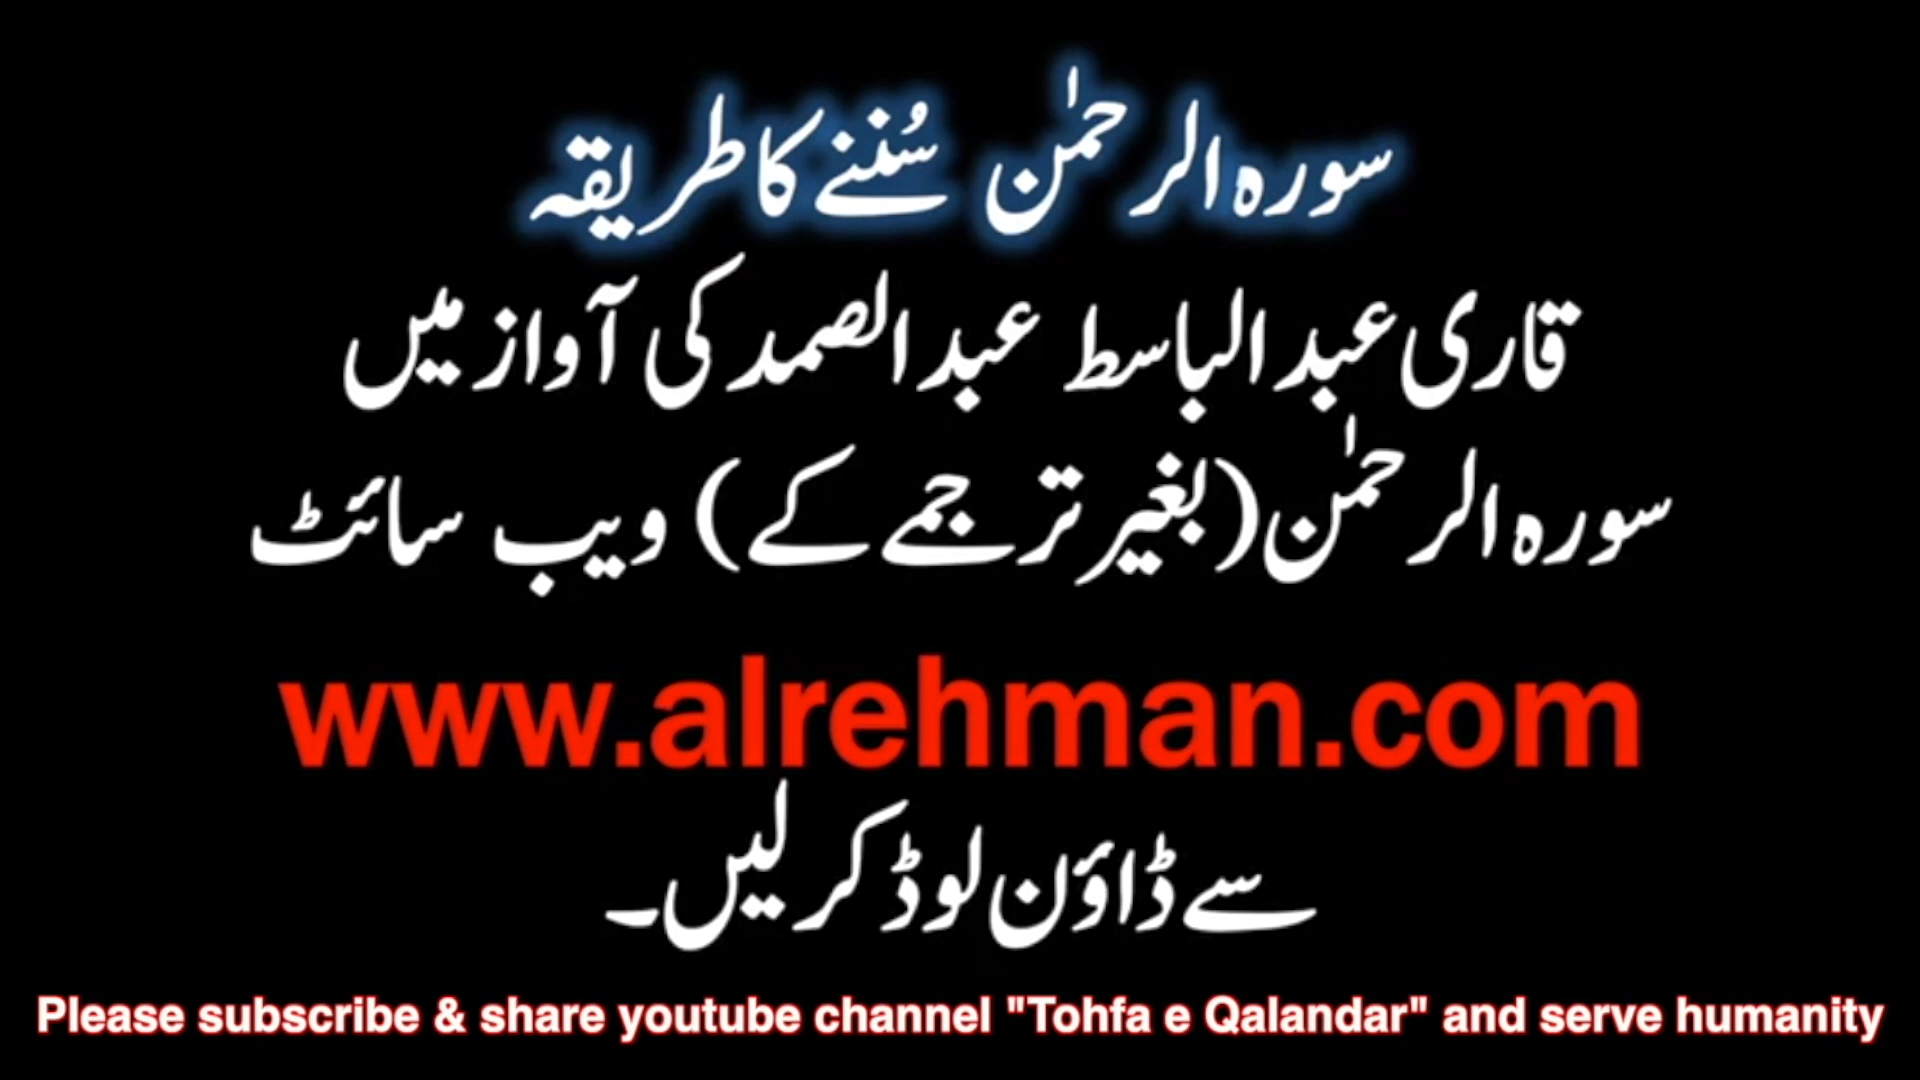 سورہ الرحمٰن سُننے کا طریقہ
قاری عبدالباسط عبدالصمد کی آواز میں
سورہ الرحمٰن (بغیر ترجمے کے) ویب سائٹ
www.alrehman.com
سے ڈاؤن لوڈ کر لیں۔
Please subscribe & share youtube channel "Tohfa e Qalandar" and serve humanity